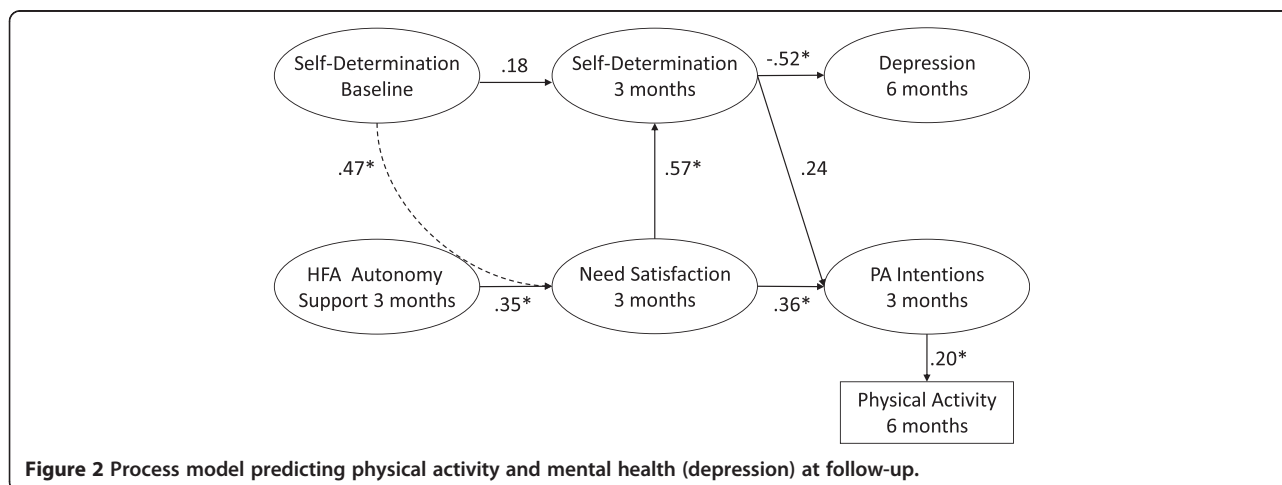 Self-Determination
Baseline
.18
Self-Determination
3 months
-.52*
Depression
6 months
.47*
.57*
.24
HFA Autonomy
Support 3 months
.35*
Need Satisfaction
3 months
.36*
PA Intentions
3 months
.20*
Physical Activity
6 months
Figure 2 Process model predicting physical activity and mental health (depression) at follow-up.